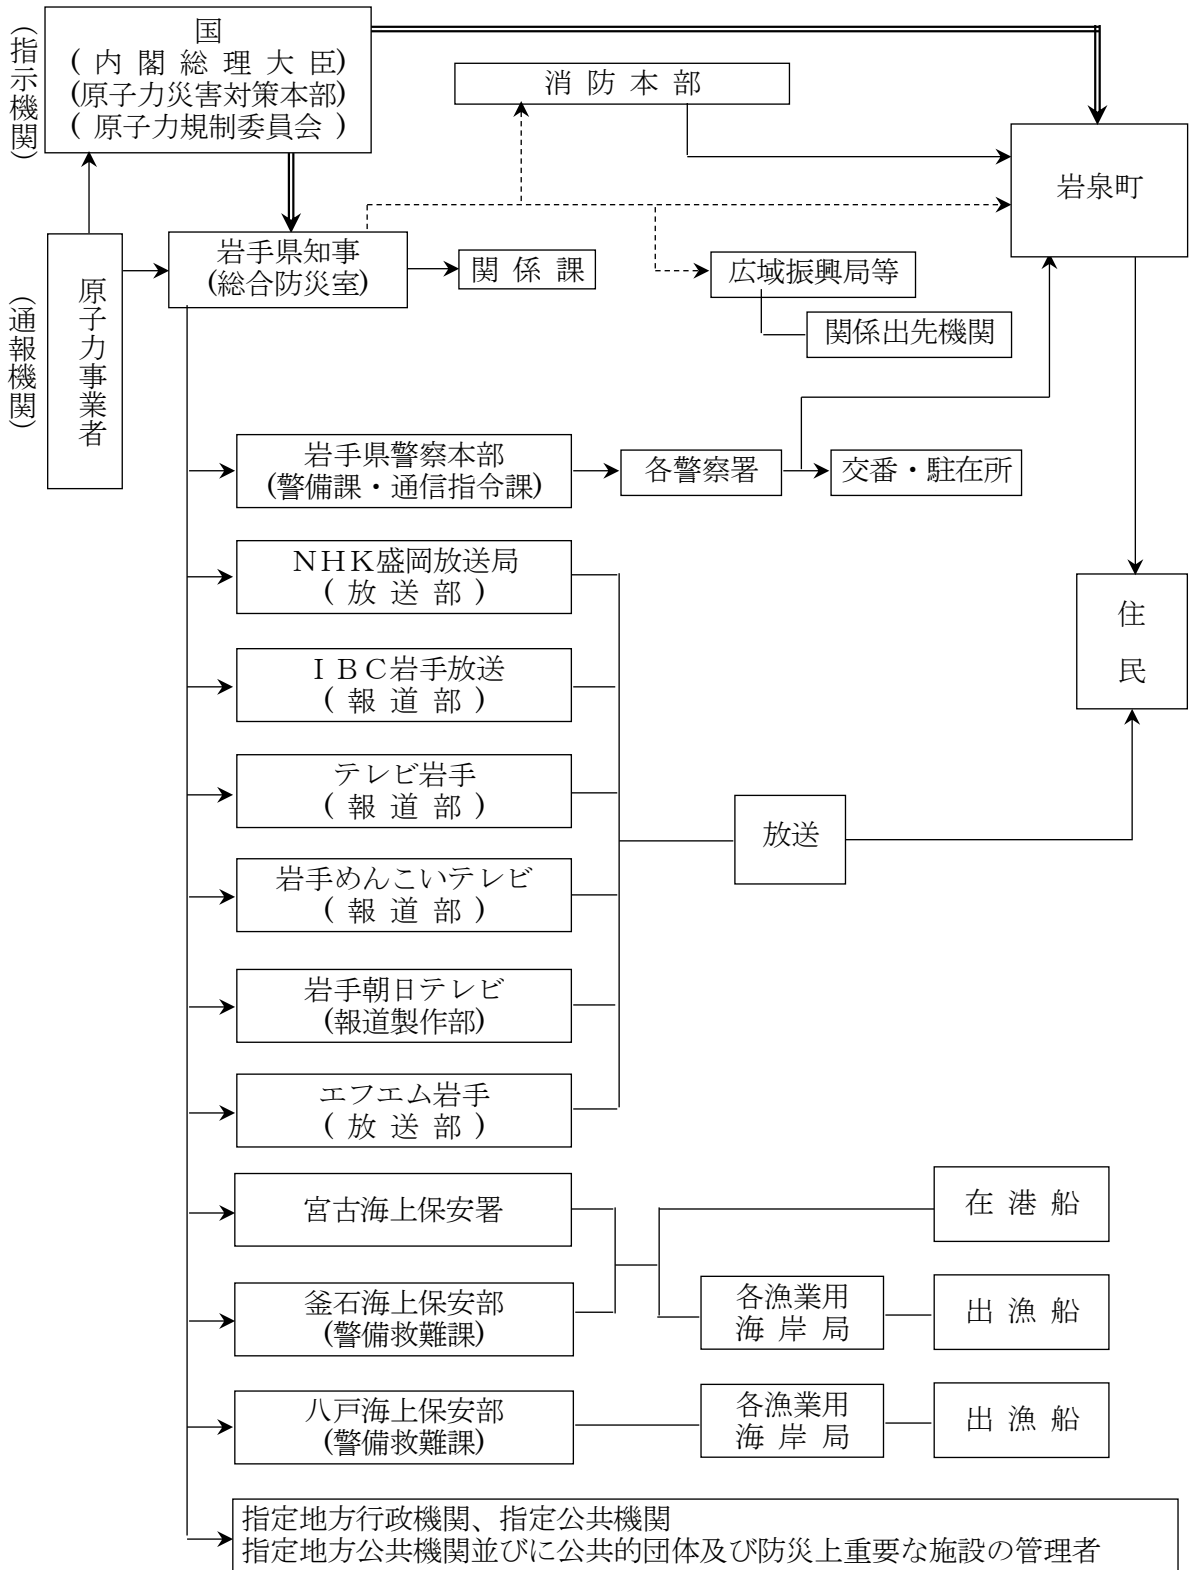 (指示機関)
国
( 内 閣 総 理 大 臣)
(原子力災害対策本部)
( 原子力規制委員会 )
消 防 本 部
岩泉町
(通報機関)
原子力事業者
岩手県知事
(総合防災室)
関 係 課
広域振興局等
関係出先機関
岩手県警察本部
(警備課・通信指令課)
各警察署
交番・駐在所
NHK盛岡放送局
( 放 送 部 )
IBC岩手放送
( 報 道 部 )
テレビ岩手
( 報 道 部 )
岩手めんこいテレビ
( 報 道 部 )
岩手朝日テレビ
(報道製作部)
エフエム岩手
( 放 送 部 )
放送
住
民
宮古海上保安署
在 港 船
釜石海上保安部
(警備救難課)
各漁業用
海 岸 局
出 漁 船
八戸海上保安部
(警備救難課)
各漁業用
海 岸 局
出 漁 船
指定地方行政機関、指定公共機関
指定地方公共機関並びに公共的団体及び防災上重要な施設の管理者